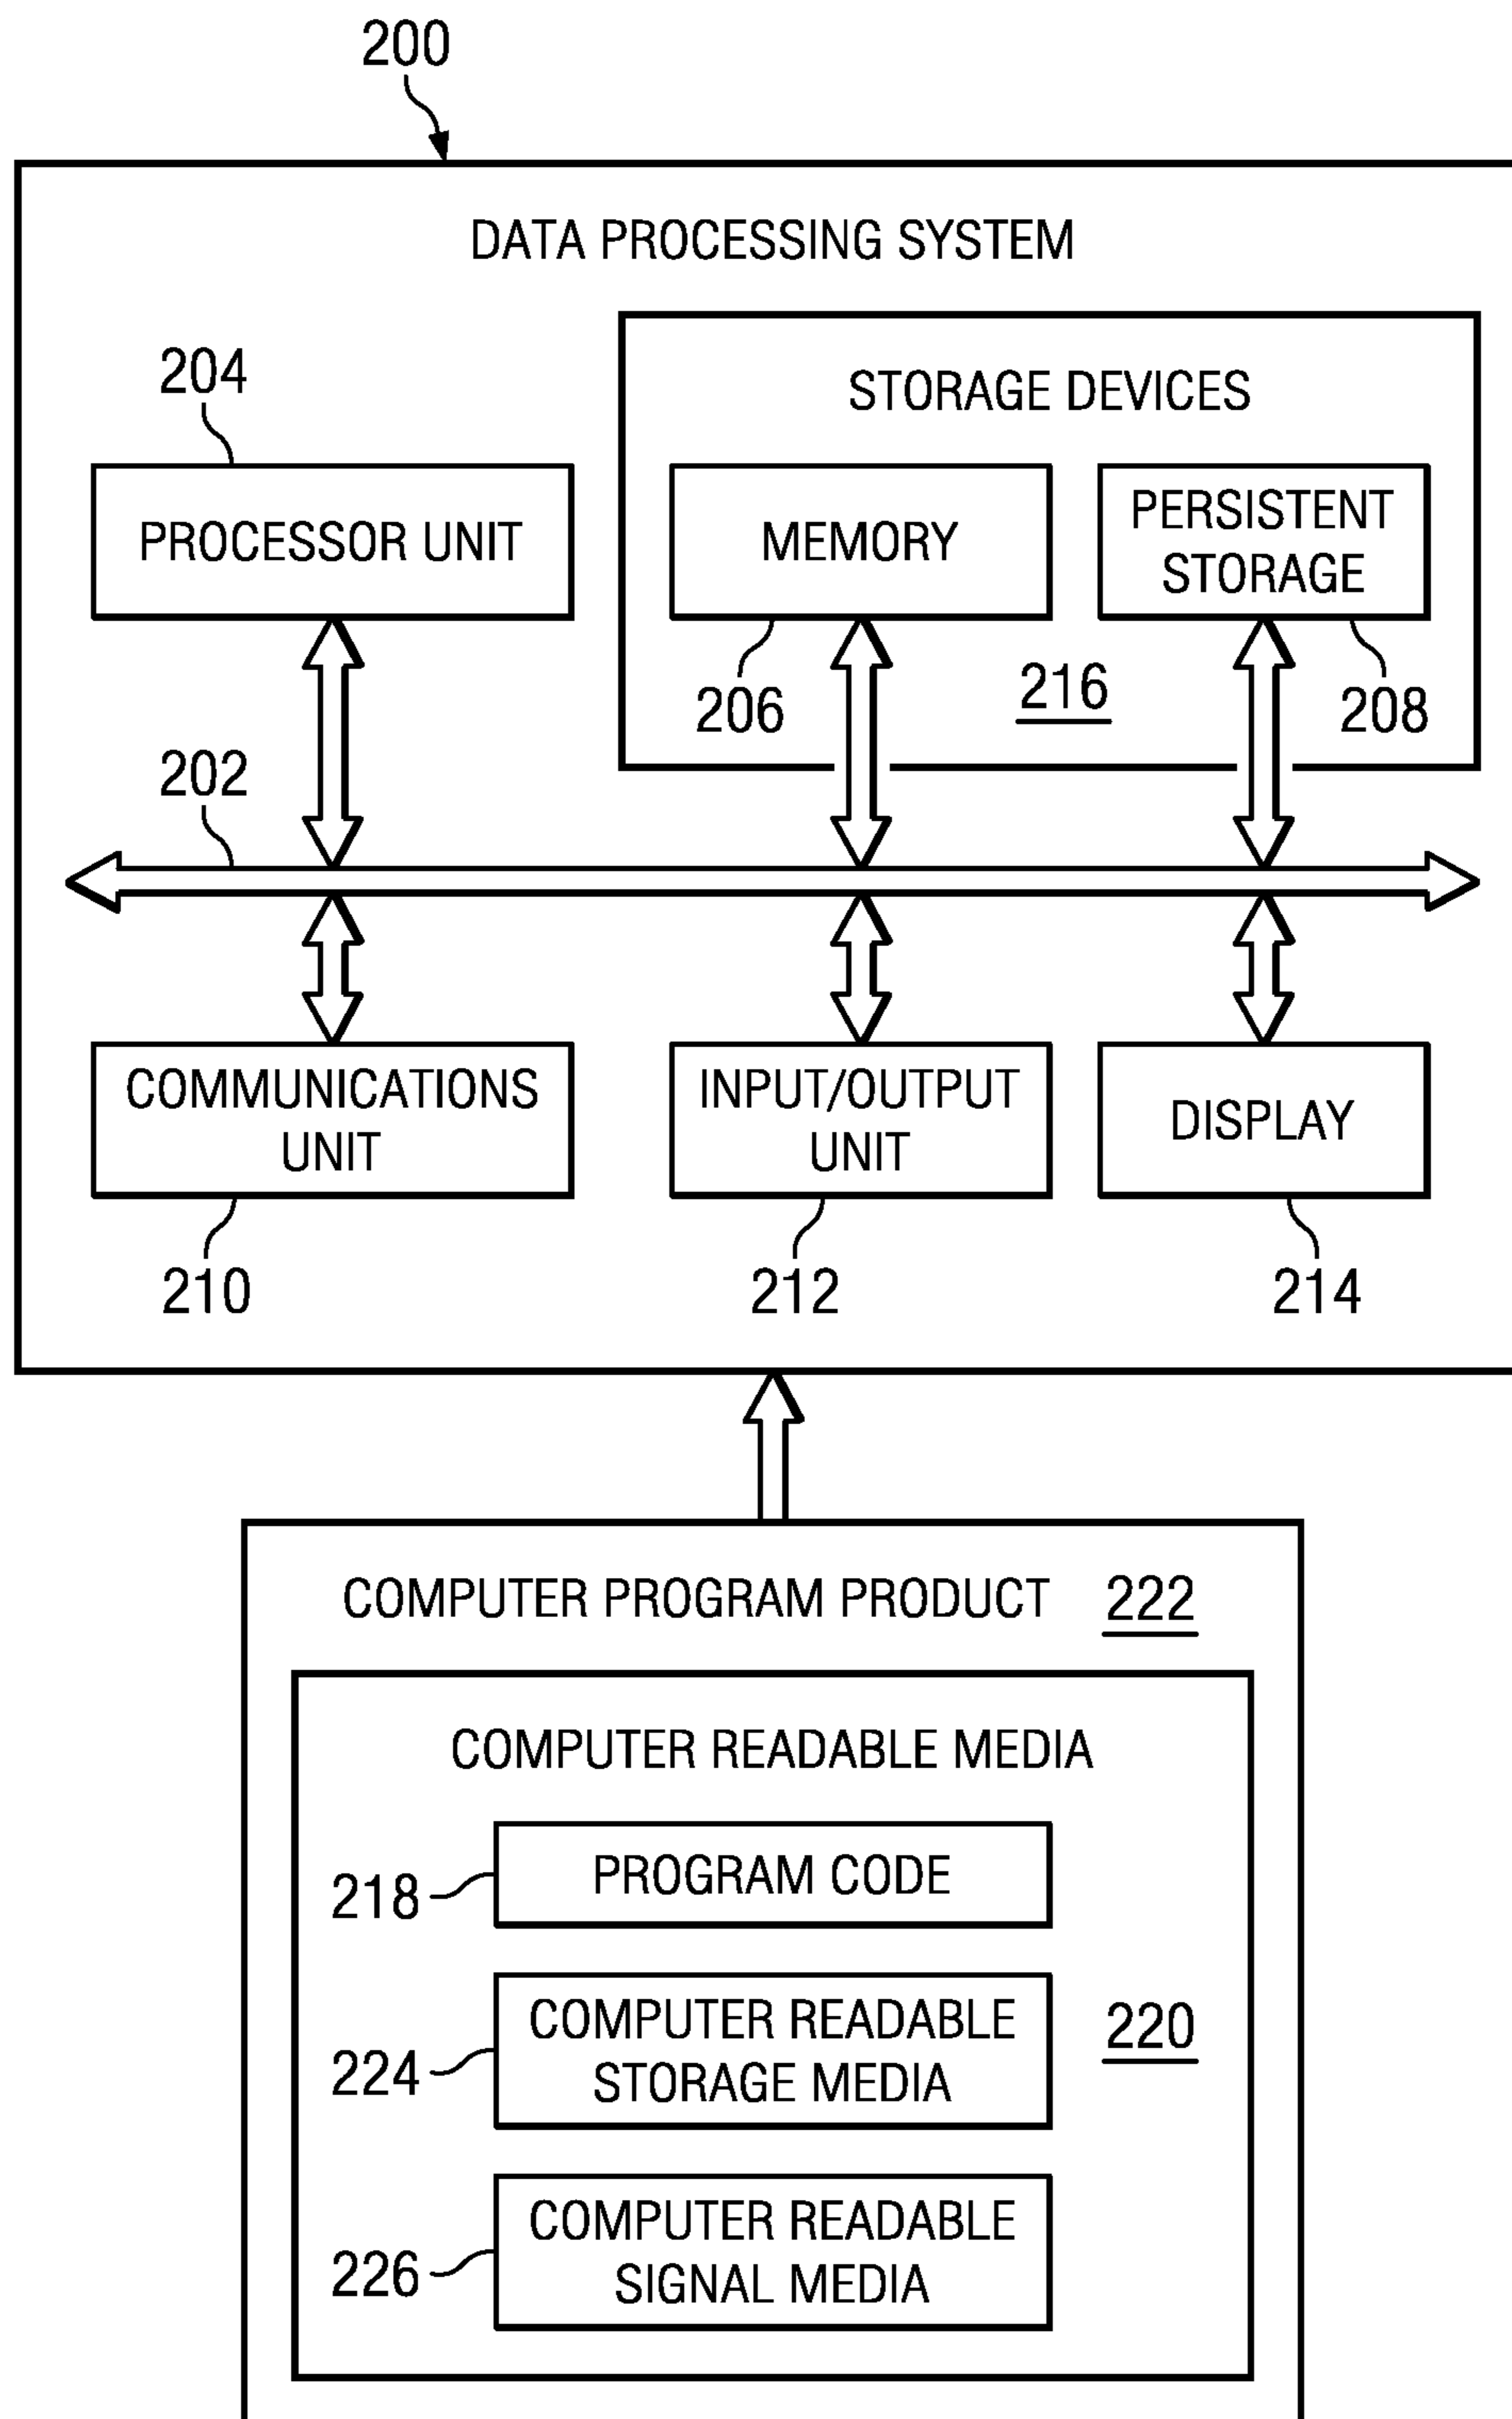 200
DATA PROCESSING SYSTEM
STORAGE DEVICES
204
PROCESSOR UNIT
MEMORY
PERSISTENT
STORAGE
206
216
208
202
COMMUNICATIONS
UNIT
INPUT/OUTPUT
UNIT
DISPLAY
210
212
214
COMPUTER PROGRAM PRODUCT 222
COMPUTER READABLE MEDIA
218
PROGRAM CODE
224
COMPUTER READABLE
STORAGE MEDIA
220
226
COMPUTER READABLE
SIGNAL MEDIA